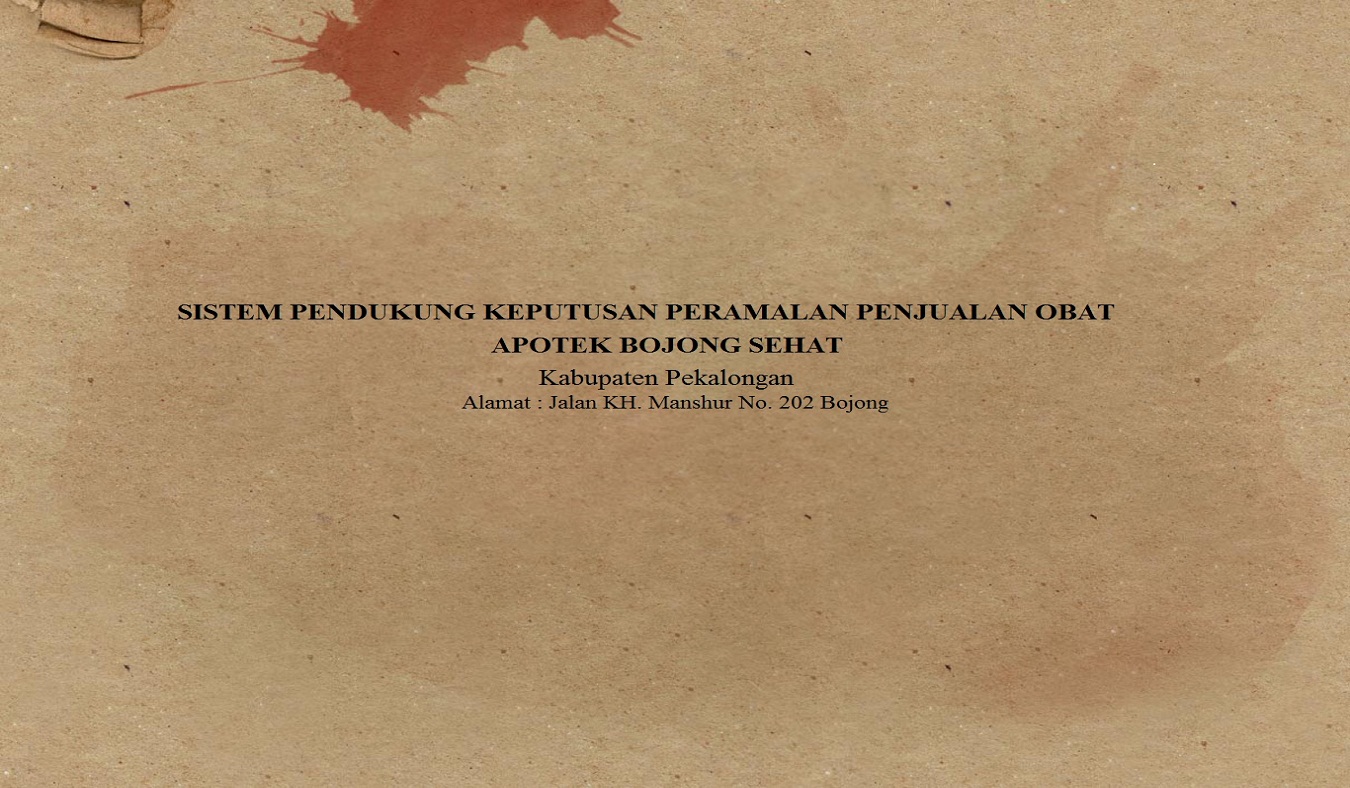 SISTEM PENDUKUNG KEPUTUSAN PERAMALAN PENJUALAN OBAT
APOTEK BOJONG SEHAT
Kabupaten Pekalongan
Alamat : Jalan KH. Manshur No. 202 Bojong